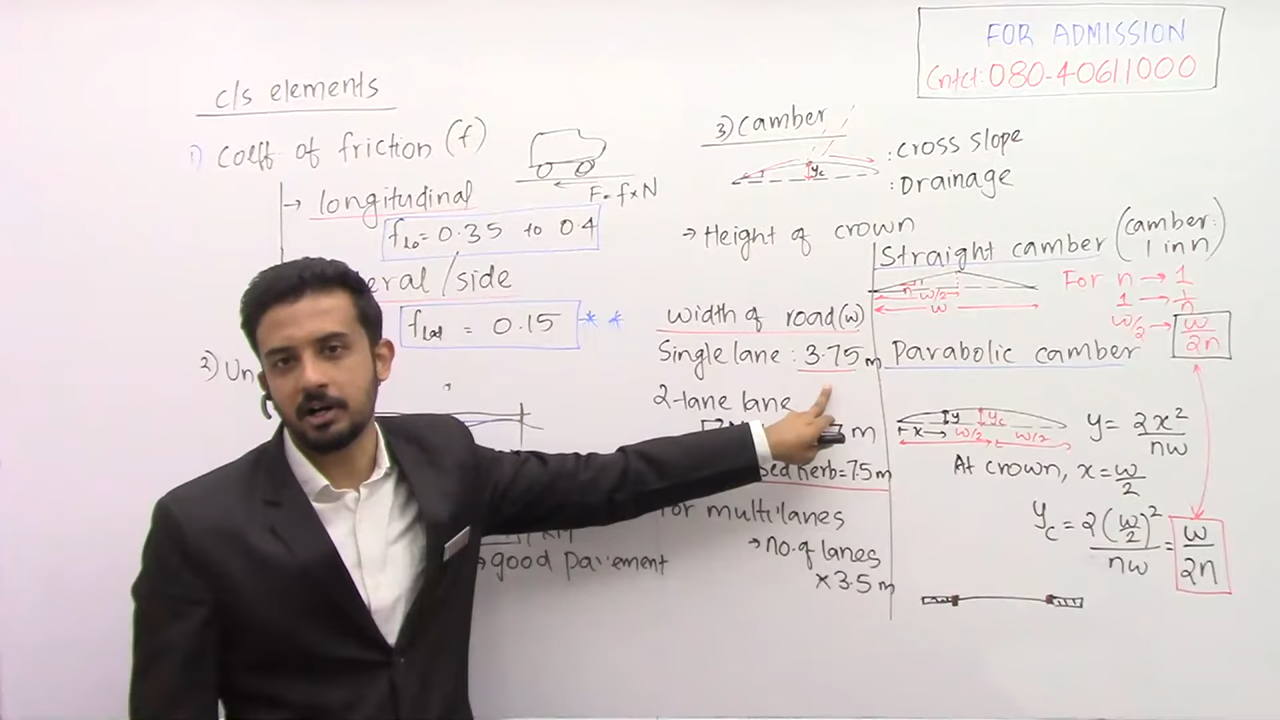 FOR ADMISSION
Cntct: 080-40611000
c/s elements
1) Coeff of friction (f)
F = f×N
→ longitudinal
f_lo = 0.35 to 0.4
eral / side
f_Lat = 0.15 **
2) Un
→ good pavement
3) Camber
y_c
: Cross slope
: Drainage
→ Height of crown
Width of road (w)
Single lane : 3.75 m
2-lane lane
m
sed Kerb = 7.5 m
For multilanes
→ no. of lanes
× 3.5 m
Straight camber (camber: 1 in n)
n
w/2
w
For n → 1
1 → 1/n
w/2 → w/2n
Parabolic camber
y
y_c
x
w/2
w/2
y = 2x²/nw
At crown, x = w/2
y_c = 2(w/2)²/nw = w/2n